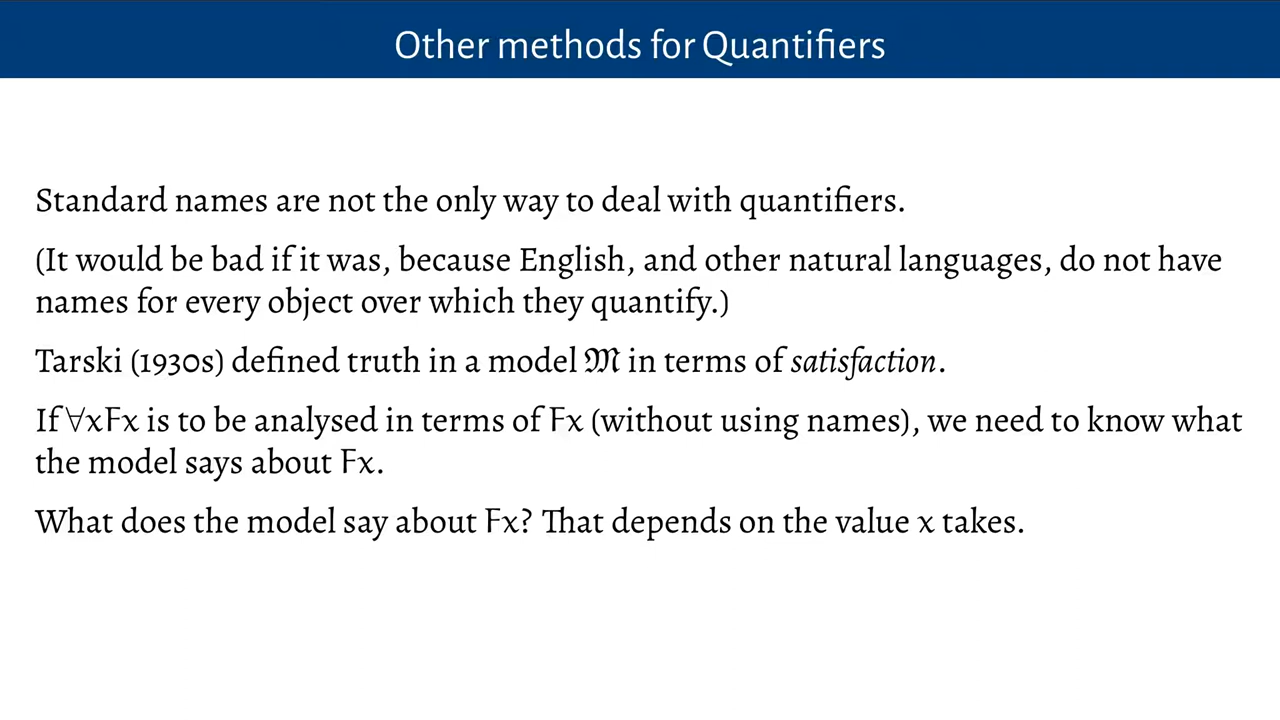 Other methods for Quantifiers
Standard names are not the only way to deal with quantifiers.
(It would be bad if it was, because English, and other natural languages, do not have
names for every object over which they quantify.)
Tarski (1930s) defined truth in a model 𝔐 in terms of satisfaction.
If ∀xFx is to be analysed in terms of Fx (without using names), we need to know what
the model says about Fx.
What does the model say about Fx? That depends on the value x takes.